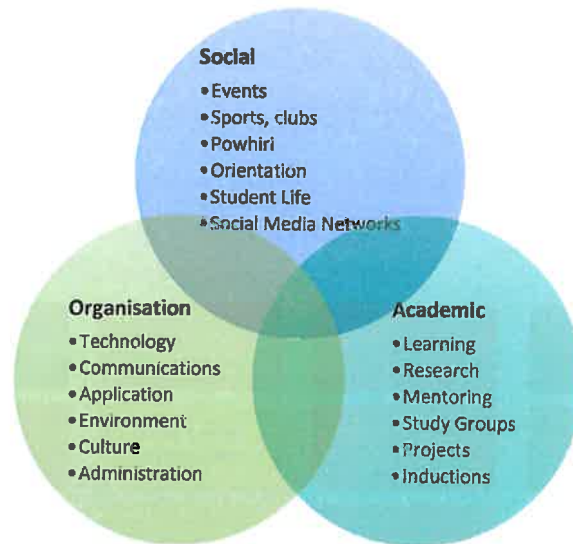 Social
• Events
• Sports, clubs
• Powhiri
• Orientation
• Student Life
• Social Media Networks
Organisation
• Technology
• Communications
• Application
• Environment
• Culture
• Administration
Academic
• Learning
• Research
• Mentoring
• Study Groups
• Projects
• Inductions